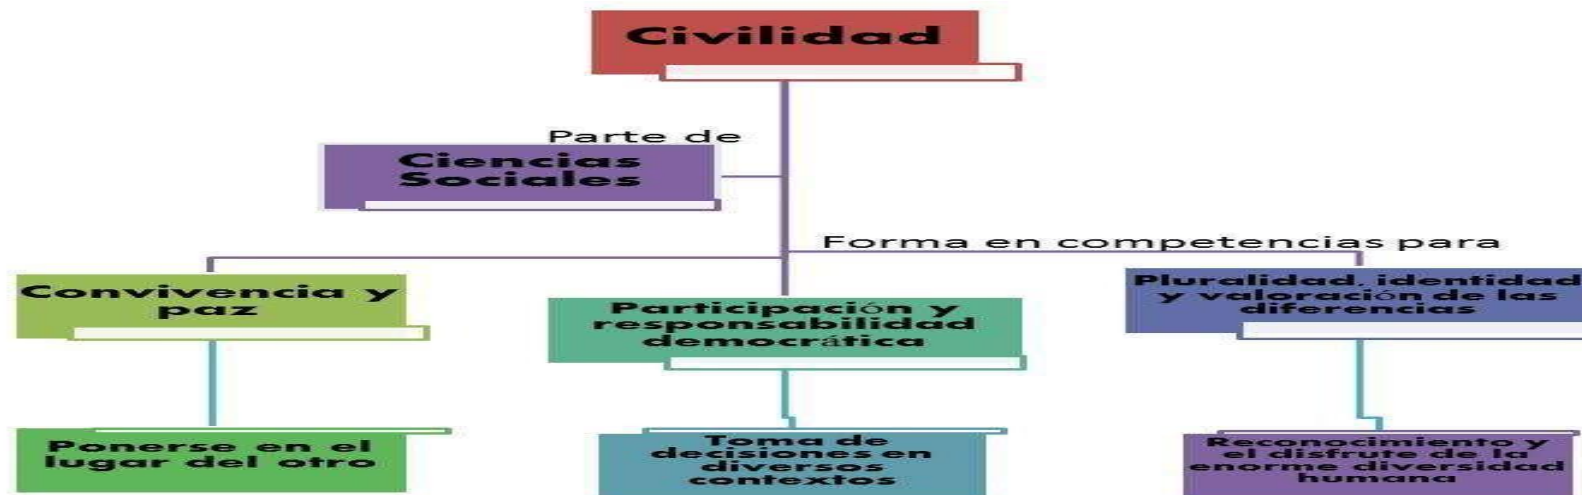 Civilidad
Parte de
Ciencias
Sociales
Forma en competencias para
Convivencia y
paz
Participación y
responsabilidad
democrática
Pluralidad, identidad
y valoración de las
diferencias
Ponerse en el
lugar del otro
Toma de
decisiones en
diversos
contextos
Reconocimiento y
el disfrute de la
enorme diversidad
humana